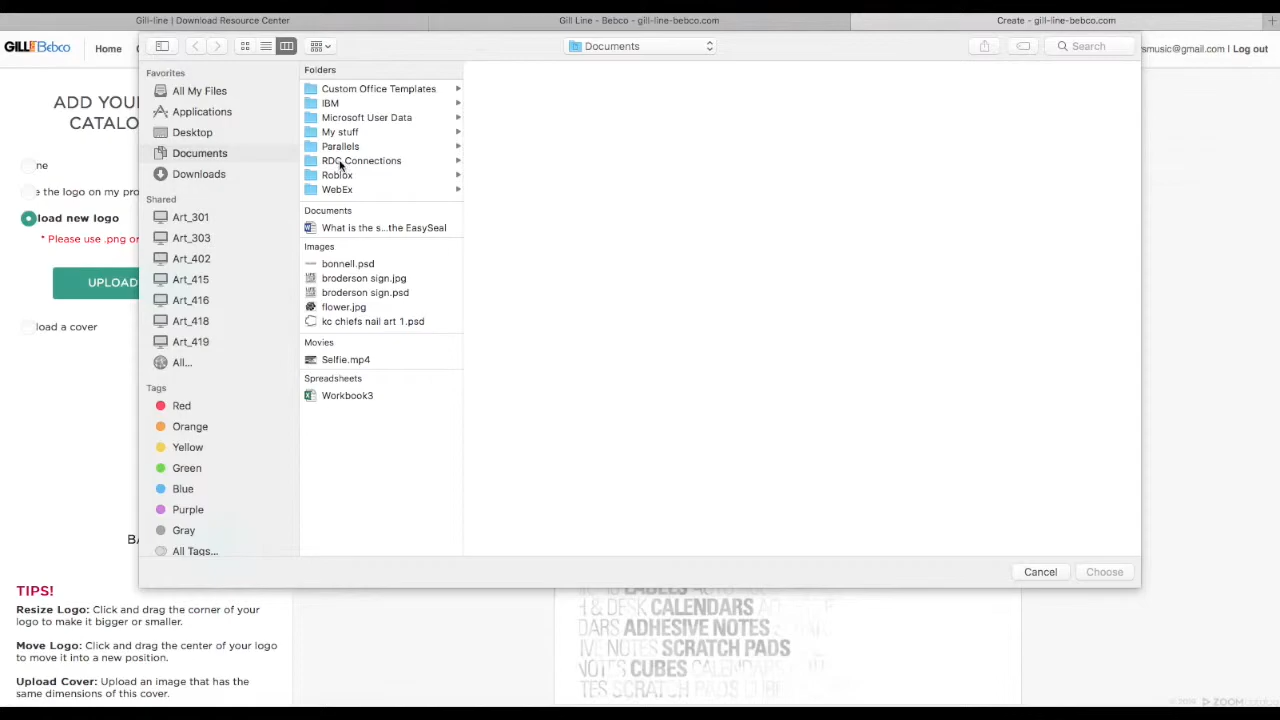 Gill-line | Download Resource Center
Gill Line - Bebco - gill-line-bebco.com
Create - gill-line-bebco.com
GILL Bebco
Home
smusic@gmail.com | Log out
Documents
Search
ADD YOU
CATALO
ne
e the logo on my pro
load new logo
* Please use .png or
UPLOAD
load a cover
BA
Favorites
All My Files
Applications
Desktop
Documents
Downloads
Shared
Art_301
Art_303
Art_402
Art_415
Art_416
Art_418
Art_419
All...
Tags
Red
Orange
Yellow
Green
Blue
Purple
Gray
All Tags...
Folders
Custom Office Templates
IBM
Microsoft User Data
My stuff
Parallels
RDC Connections
Roblox
WebEx
Documents
What is the s...the EasySeal
Images
bonnell.psd
broderson sign.jpg
broderson sign.psd
flower.jpg
kc chiefs nail art 1.psd
Movies
Selfie.mp4
Spreadsheets
Workbook3
Cancel
Choose
TIPS!
Resize Logo: Click and drag the corner of your
logo to make it bigger or smaller.
Move Logo: Click and drag the center of your logo
to move it into a new position.
Upload Cover: Upload an image that has the
same dimensions of this cover.
& DESK CALENDARS
DARS ADHESIVE NOTES
IVE NOTES SCRATCH PADS
NOTES CUBES CALENDARS
TES SCRATCH PADS CUBE
ZOOM